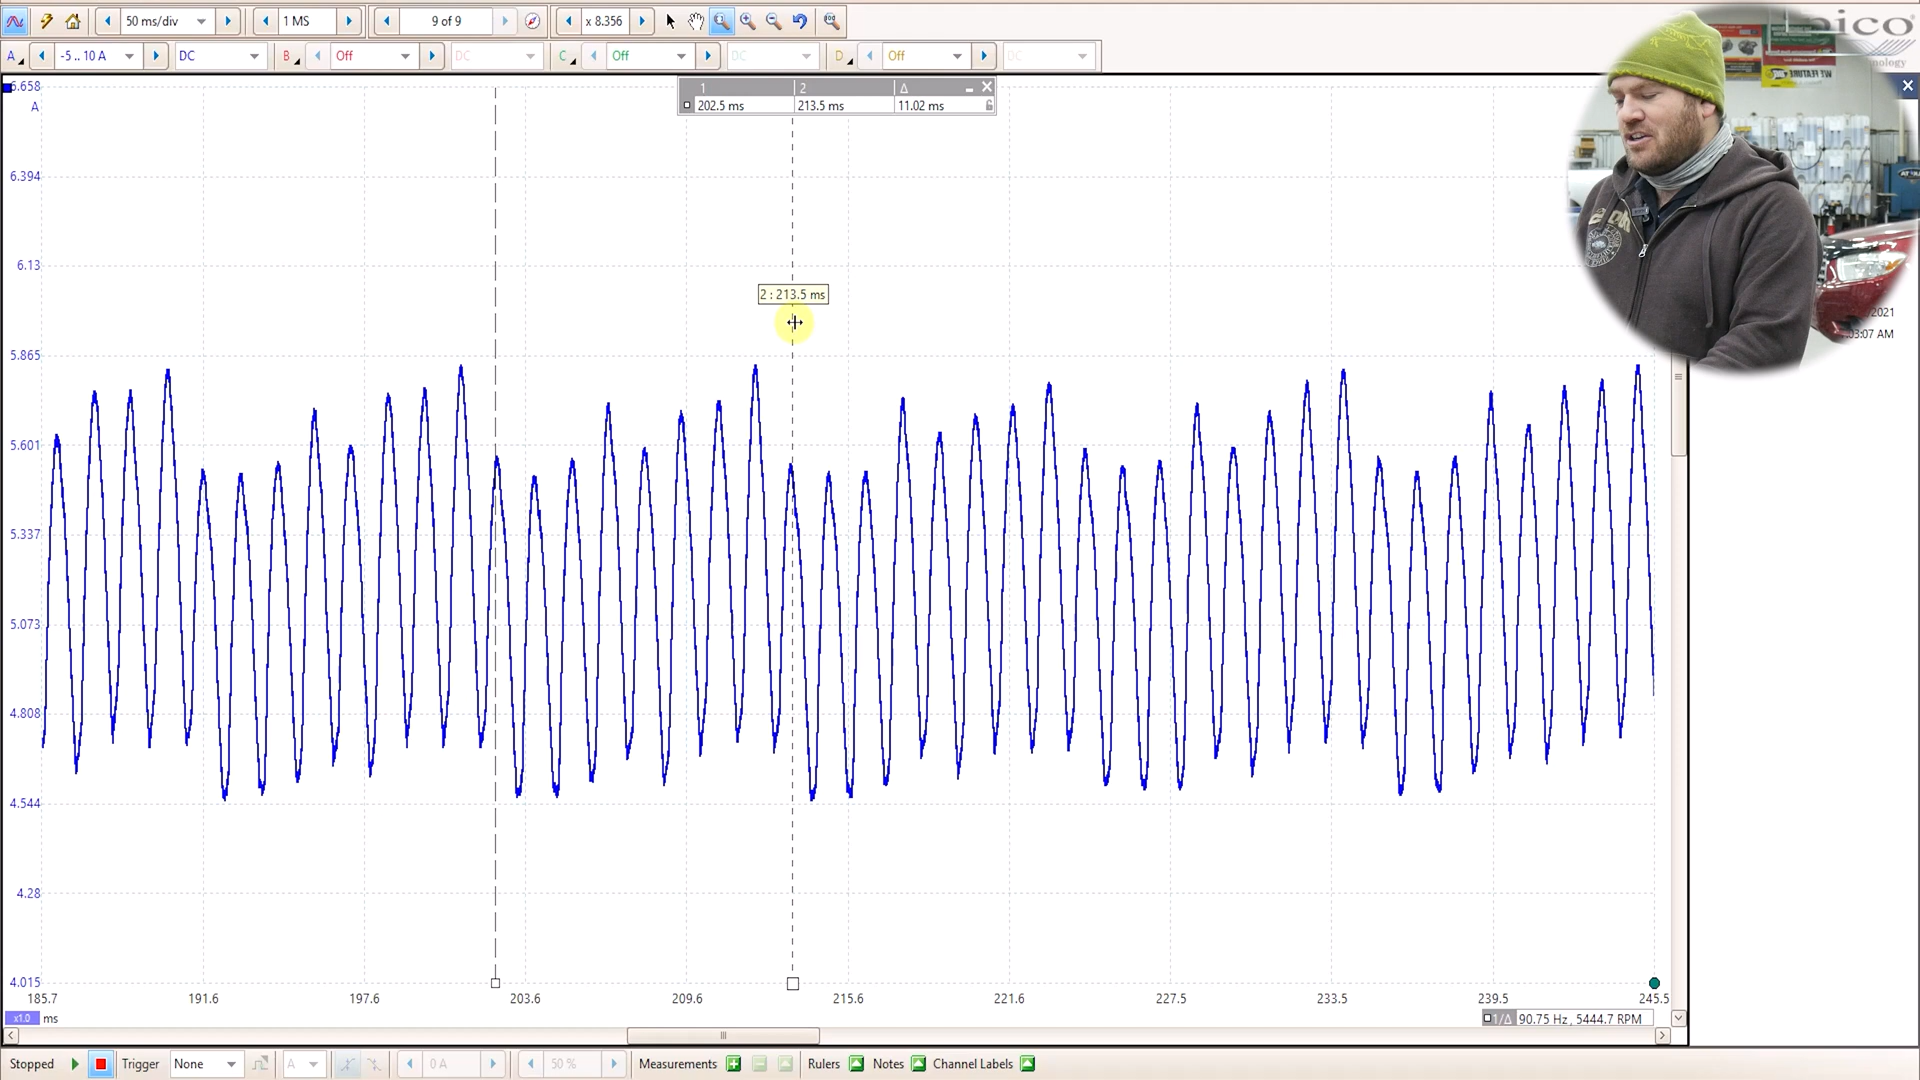 50 ms/div
1 MS
9 of 9
x 8.356
A
-5 .. 10 A
DC
B
Off
DC
C
Off
DC
D
Off
DC
pico
Technology
1 2 Δ
202.5 ms 213.5 ms 11.02 ms
2 : 213.5 ms
6.658
A
6.394
6.13
5.865
5.601
5.337
5.073
4.808
4.544
4.28
4.015
185.7 191.6 197.6 203.6 209.6 215.6 221.6 227.5 233.5 239.5 245.5
x1.0 ms
1/Δ 90.75 Hz , 5444.7 RPM
2021
03:07 AM
Stopped Trigger None A 0 A 50 % Measurements Rulers Notes Channel Labels